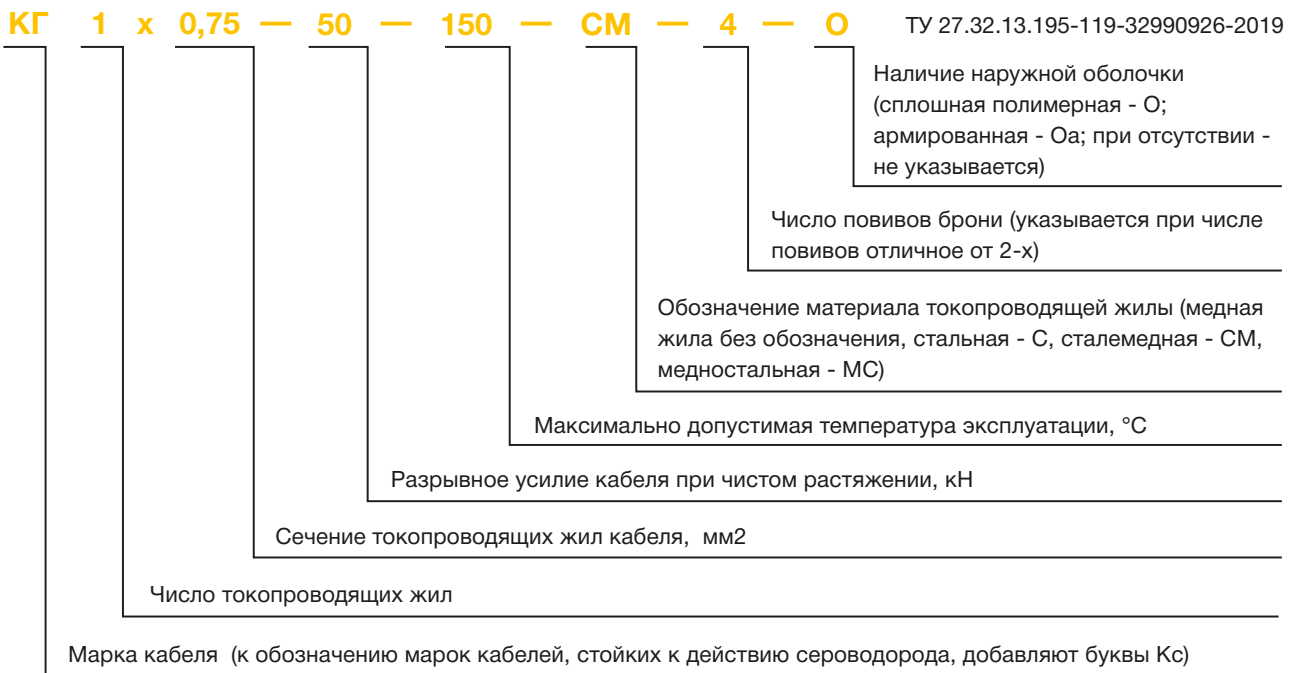 КГ 1 х 0,75 — 50 — 150 — СМ — 4 — О ТУ 27.32.13.195-119-32990926-2019
Наличие наружной оболочки
(сплошная полимерная - О;
армированная - Оа; при отсутствии -
не указывается)
Число повивов брони (указывается при числе
повивов отличное от 2-х)
Обозначение материала токопроводящей жилы (медная
жила без обозначения, стальная - С, сталемедная - СМ,
медностальная - МС)
Максимально допустимая температура эксплуатации, °С
Разрывное усилие кабеля при чистом растяжении, кН
Сечение токопроводящих жил кабеля, мм2
Число токопроводящих жил
Марка кабеля (к обозначению марок кабелей, стойких к действию сероводорода, добавляют буквы Кс)